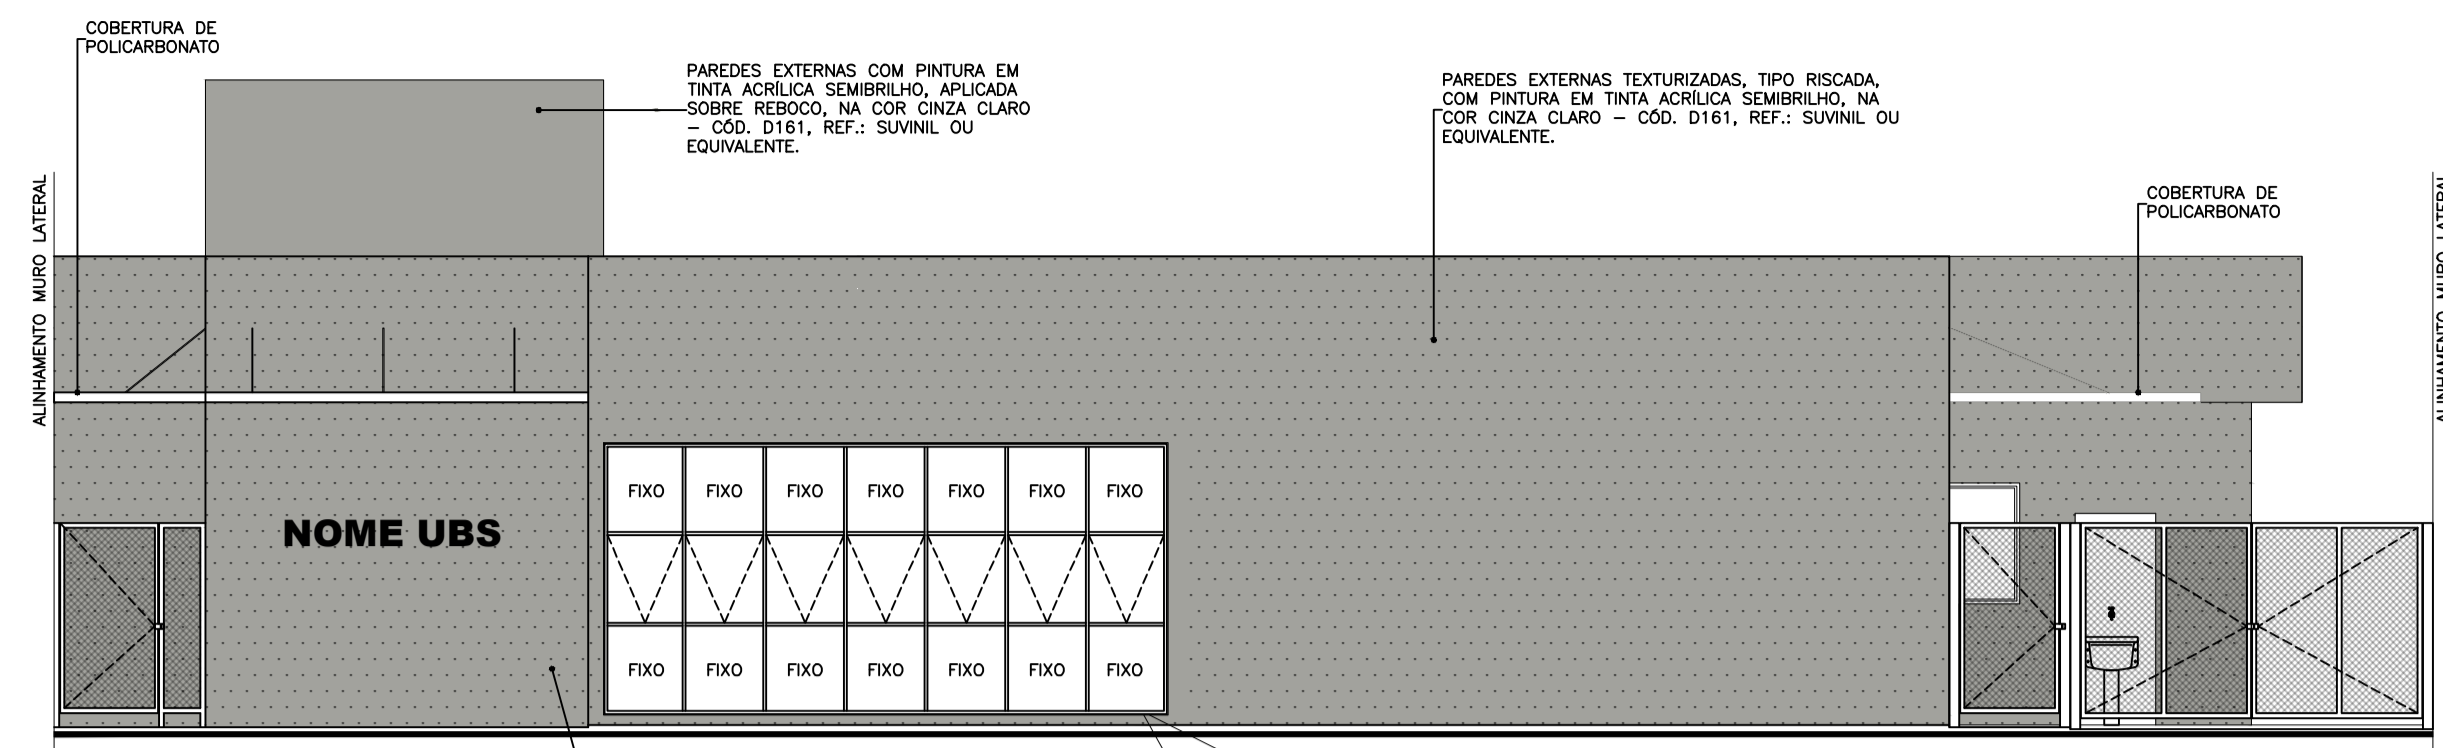 COBERTURA DE
POLICARBONATO
PAREDES EXTERNAS COM PINTURA EM
TINTA ACRÍLICA SEMIBRILHO, APLICADA
SOBRE REBOCO, NA COR CINZA CLARO
– CÓD. D161, REF.: SUVINIL OU
EQUIVALENTE.
PAREDES EXTERNAS TEXTURIZADAS, TIPO RISCADA,
COM PINTURA EM TINTA ACRÍLICA SEMIBRILHO, NA
COR CINZA CLARO – CÓD. D161, REF.: SUVINIL OU
EQUIVALENTE.
COBERTURA DE
POLICARBONATO
ALINHAMENTO MURO LATERAL
ALINHAMENTO MURO LATERAL
FIXO FIXO FIXO FIXO FIXO FIXO FIXO
NOME UBS
FIXO FIXO FIXO FIXO FIXO FIXO FIXO